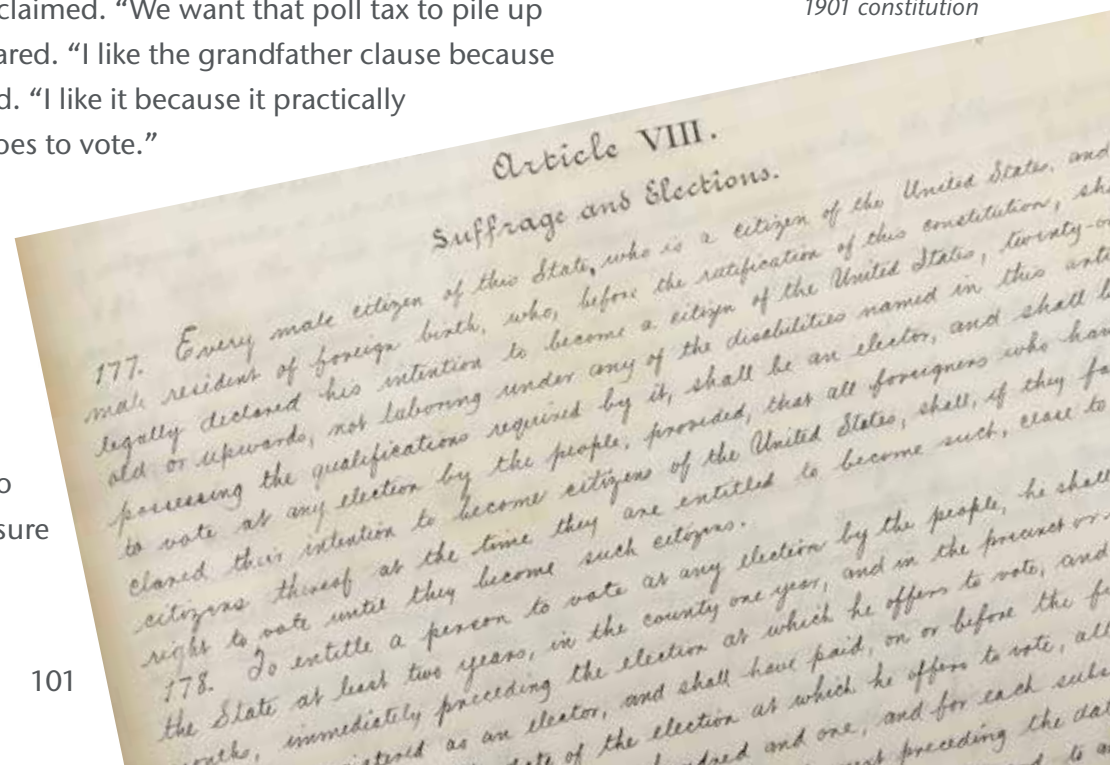 claimed. “We want that poll tax to pile up
ared. “I like the grandfather clause because
d. “I like it because it practically
oes to vote.”
1901 constitution
o
sure
101
Article VIII.
Suffrage and Elections.
177. Every male citizen of this State, who is a citizen of the United States, and
male resident of foreign birth, who, before the ratification of this constitution, sh
legally declared his intention to become a citizen of the United States, twenty-o
old or upwards, not laboring under any of the disabilities named in this arti
possessing the qualifications required by it, shall be an elector, and shall b
to vote at any election by the people, provided, that all foreigners who hav
clared their intention to become citizens of the United States, shall, if they fa
citizens thereof at the time they are entitled to become such, cease to
right to vote until they become such citizens.
178. To entitle a person to vote at any election by the people, he shall
the State at least two years, in the county one year, and in the precinct or
onths, immediately preceding the election at which he offers to vote, and
istered as an elector, and shall have paid, on or before the fi
date of the election at which he offers to vote, all
ndred and one, and for each subs
preceding the dat